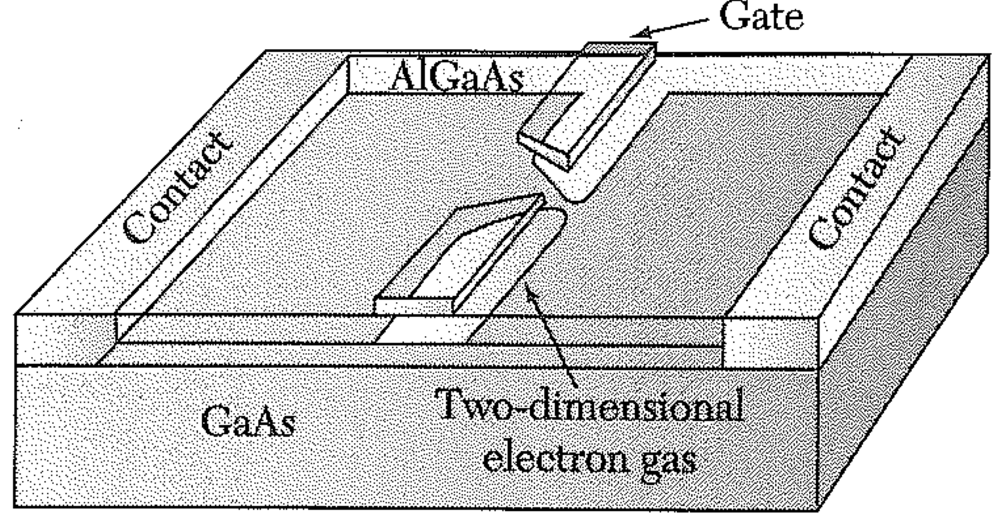 Gate
AlGaAs
Contact
Contact
GaAs
Two-dimensional
electron gas